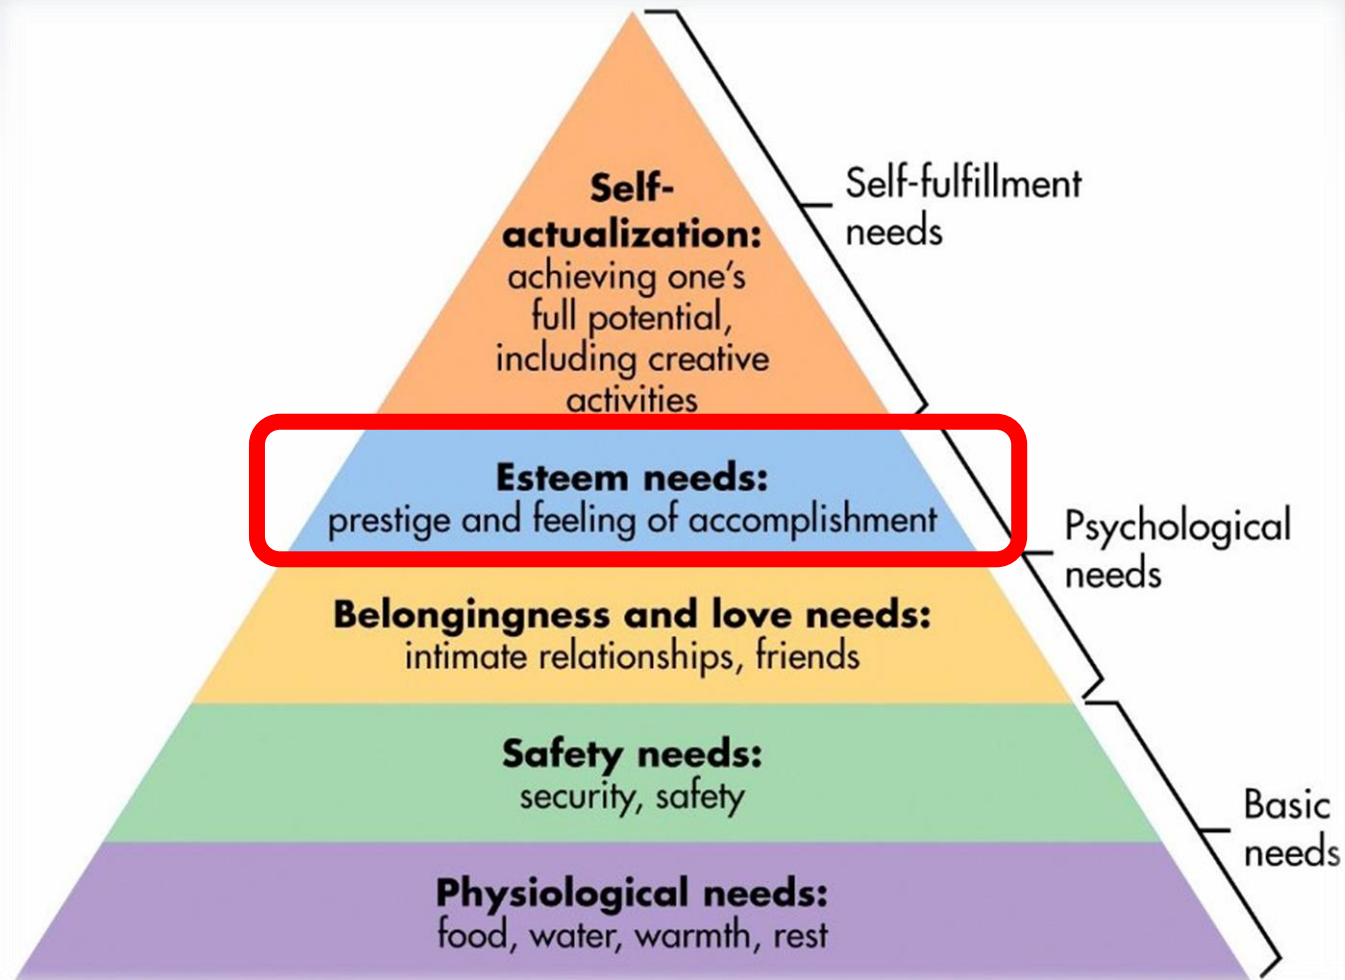 Self-
actualization:
achieving one's
full potential,
including creative
activities
Self-fulfillment
needs
Esteem needs:
prestige and feeling of accomplishment
Psychological
needs
Belongingness and love needs:
intimate relationships, friends
Safety needs:
security, safety
Basic
needs
Physiological needs:
food, water, warmth, rest